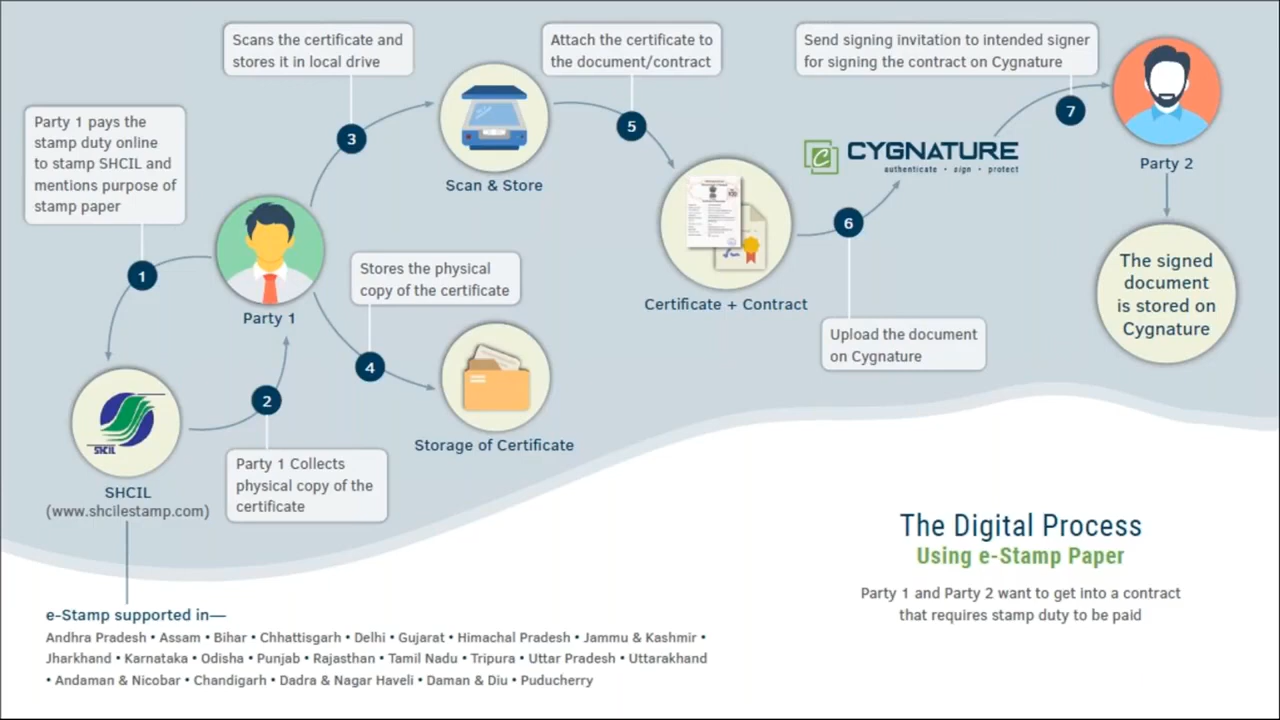 Scans the certificate and
stores it in local drive
Attach the certificate to
the document/contract
Send signing invitation to intended signer
for signing the contract on Cygnature
Party 1 pays the
stamp duty online
to stamp SHCIL and
mentions purpose of
stamp paper
3
5
7
CYGNATURE
authenticate • sign • protect
Party 2
Scan & Store
6
1
Stores the physical
copy of the certificate
The signed
document
is stored on
Cygnature
Certificate + Contract
Party 1
Upload the document
on Cygnature
4
2
SHCIL
Storage of Certificate
Party 1 Collects
physical copy of the
certificate
SHCIL
(www.shcilestamp.com)
The Digital Process
Using e-Stamp Paper
Party 1 and Party 2 want to get into a contract
that requires stamp duty to be paid
e-Stamp supported in—
Andhra Pradesh • Assam • Bihar • Chhattisgarh • Delhi • Gujarat • Himachal Pradesh • Jammu & Kashmir •
Jharkhand • Karnataka • Odisha • Punjab • Rajasthan • Tamil Nadu • Tripura • Uttar Pradesh • Uttarakhand
• Andaman & Nicobar • Chandigarh • Dadra & Nagar Haveli • Daman & Diu • Puducherry